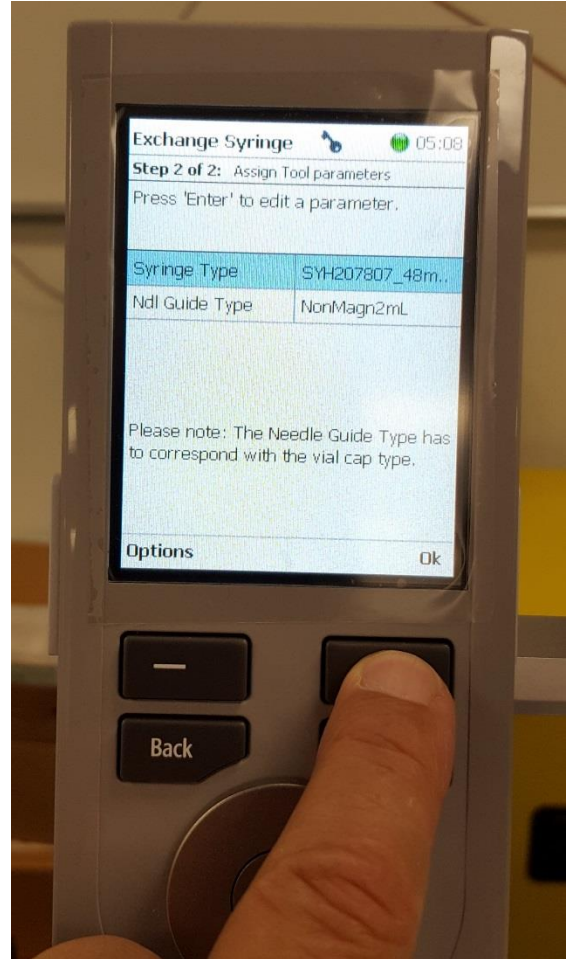 Exchange Syringe 05:08
Step 2 of 2: Assign Tool parameters
Press 'Enter' to edit a parameter.
Syringe Type SYH207807_48m..
Ndl Guide Type NonMagn2mL
Please note: The Needle Guide Type has
to correspond with the vial cap type.
Options Ok
Back